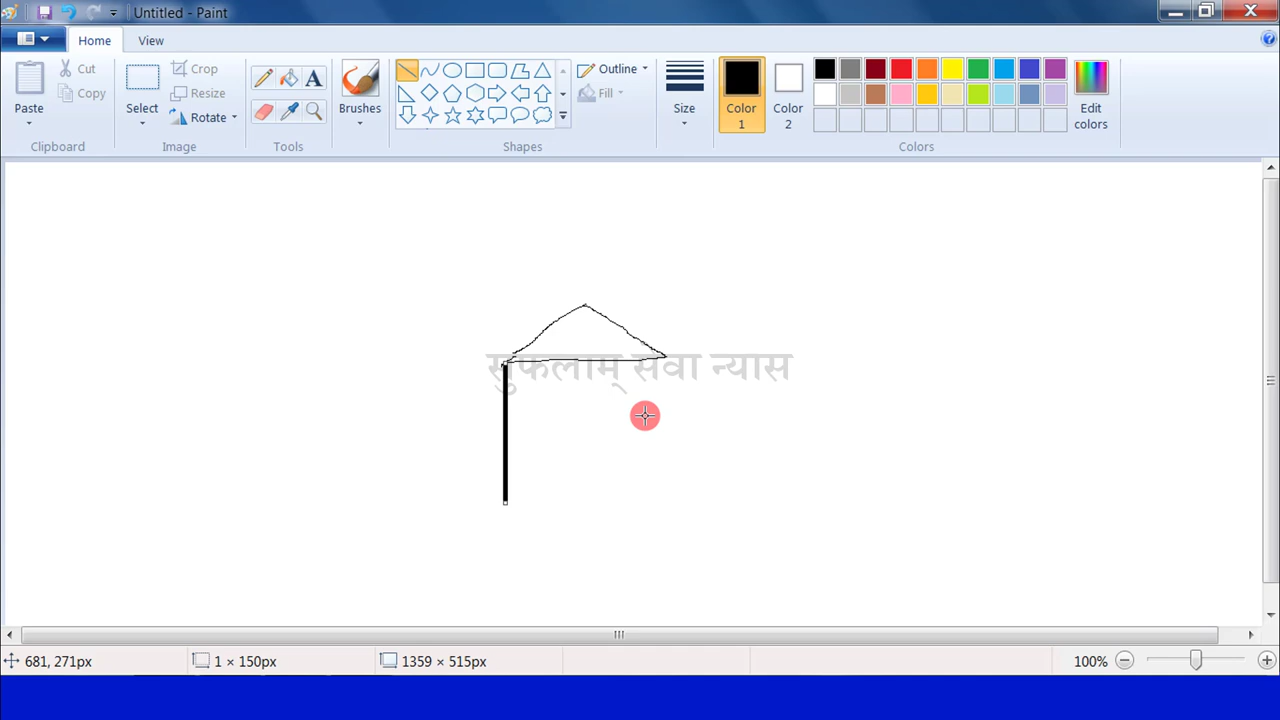 Untitled - Paint
Home View
Paste
Cut
Copy
Clipboard
Select
Crop
Resize
Rotate
Image
A
Tools
Brushes
Outline
Fill
Shapes
Size
Color 1
Color 2
Edit colors
Colors
सुफलाम् सेवा न्यास
681, 271px 1 × 150px 1359 × 515px 100%